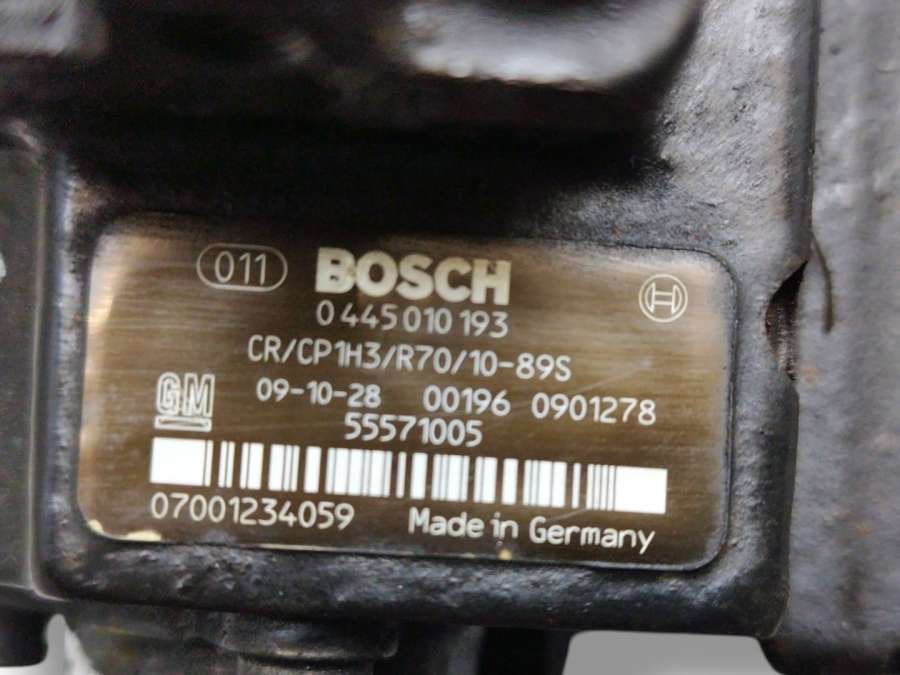 011 BOSCH
0 445 010 193
CR/CP1H3/R70/10-89S
GM 09-10-28 00196 0901278
55571005
07001234059 Made in Germany